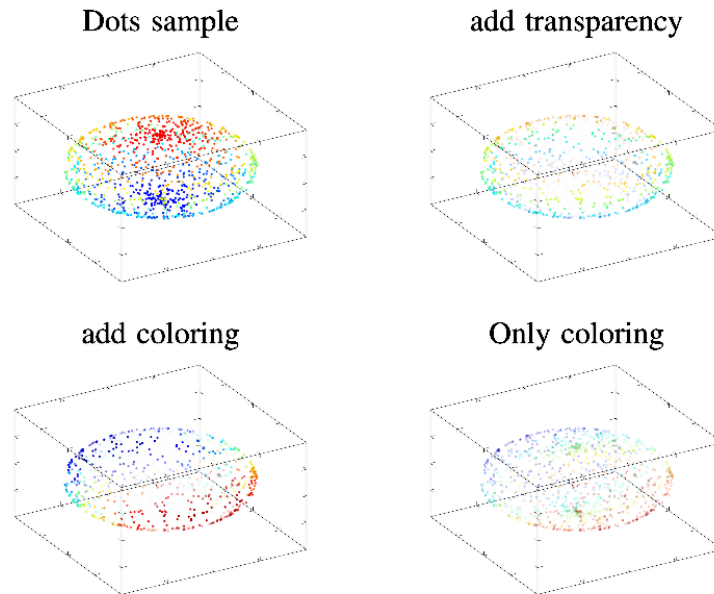 Dots sample
add transparency
add coloring
Only coloring